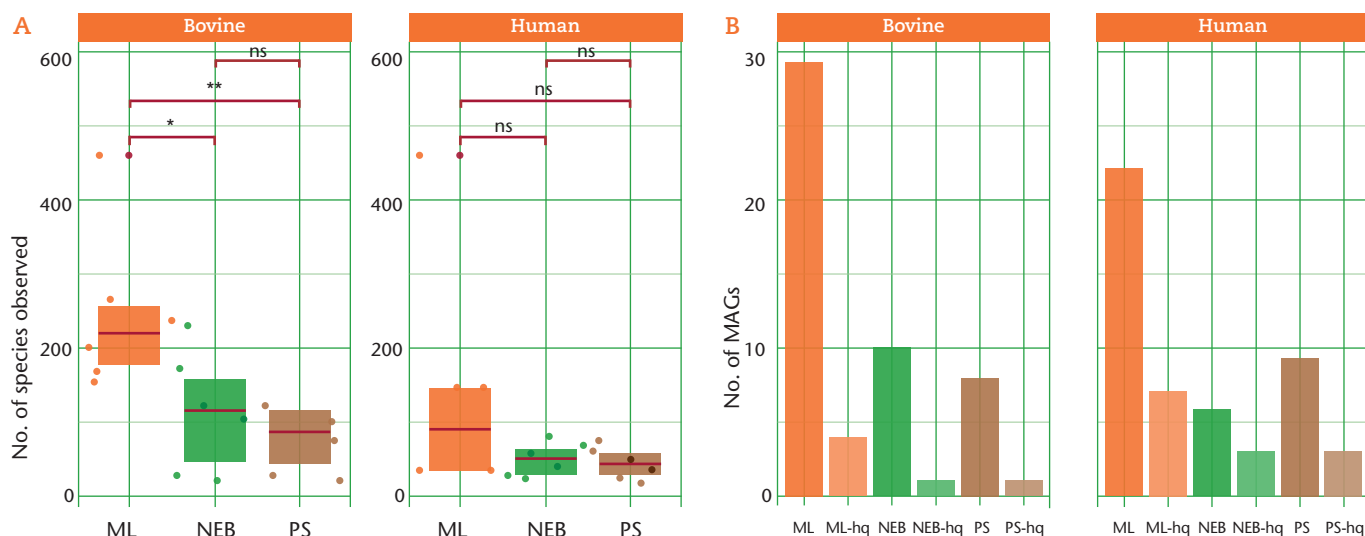 A
Bovine
Human
No. of species observed
600
400
200
0
ns
**
*
ML
NEB
PS
600
400
200
0
ns
ns
ns
ML
NEB
PS
B
Bovine
Human
No. of MAGs
30
20
10
0
ML
ML-hq
NEB
NEB-hq
PS
PS-hq
ML
ML-hq
NEB
NEB-hq
PS
PS-hq